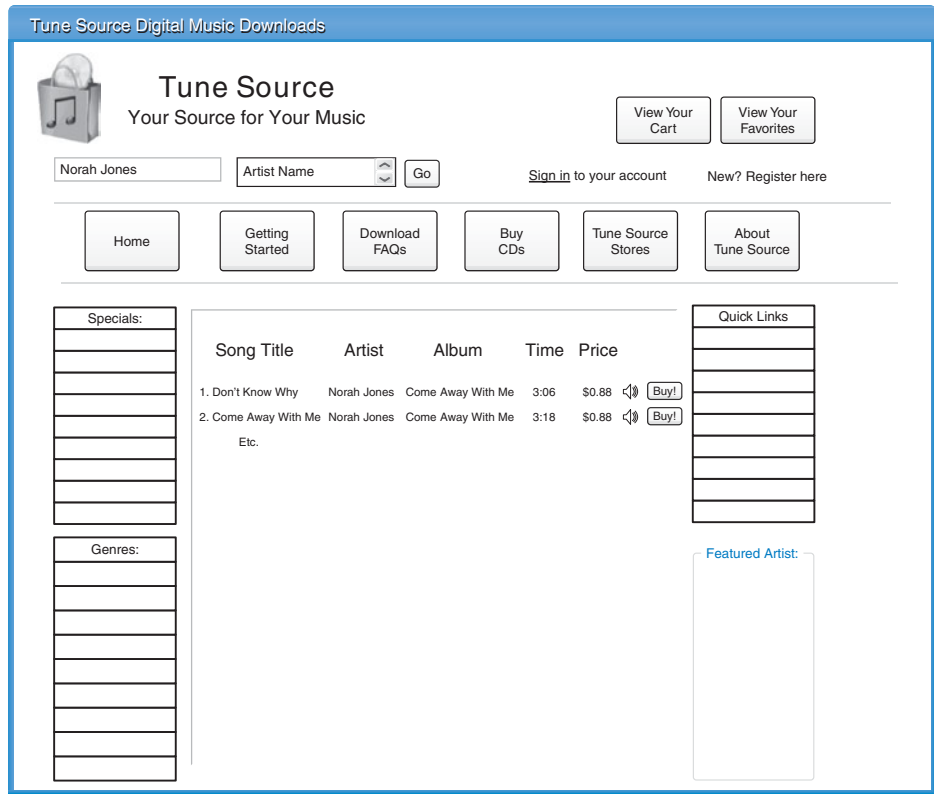 Tune Source Digital Music Downloads
Tune Source
Your Source for Your Music
View Your
Cart
View Your
Favorites
Norah Jones
Artist Name
Go
Sign in to your account
New? Register here
Home
Getting
Started
Download
FAQs
Buy
CDs
Tune Source
Stores
About
Tune Source
Specials:
Song Title Artist Album Time Price
1. Don't Know Why Norah Jones Come Away With Me 3:06 $0.88 Buy!
2. Come Away With Me Norah Jones Come Away With Me 3:18 $0.88 Buy!
Etc.
Quick Links
Genres:
Featured Artist: